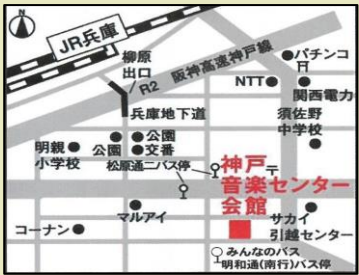 JR兵庫
柳原
出口
R2
阪神高速神戸線
パチンコ
NTT
関西電力
兵庫地下道
須佐野
中学校
明親
小学校
公園
公園
交番
松原通二バス停
神戸
音楽センター
会館
〒
マルアイ
コーナン
サカイ
引越センター
みんなのバス
明和通(南行)バス停